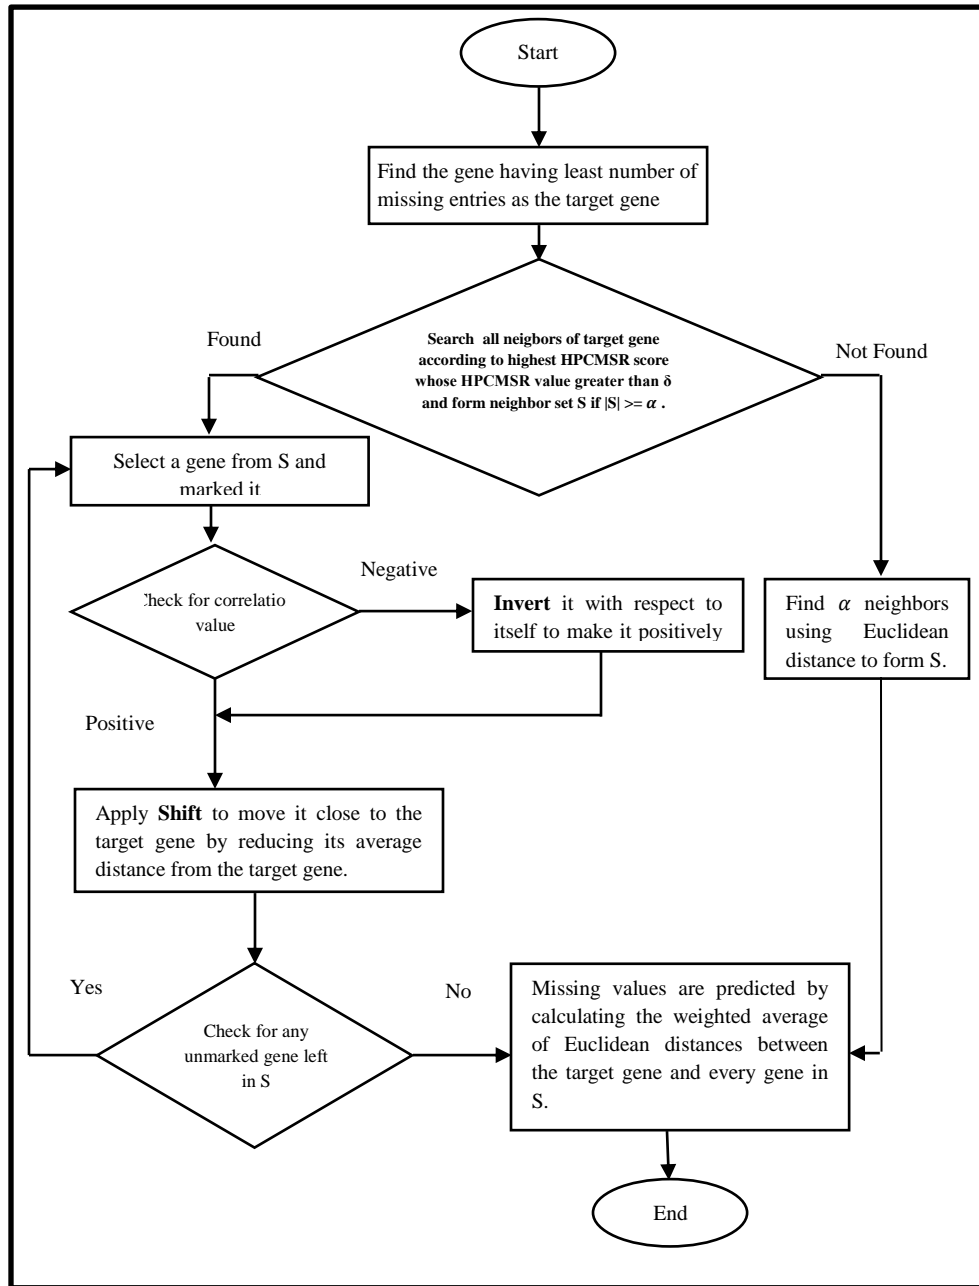 Start
Find the gene having least number of
missing entries as the target gene
Search all neigbors of target gene
according to highest HPCMSR score
whose HPCMSR value greater than δ
and form neighbor set S if |S| >= α .
Found
Not Found
Select a gene from S and
marked it
Check for correlatio
value
Negative
Invert it with respect to
itself to make it positively
Find α neighbors
using Euclidean
distance to form S.
Positive
Apply Shift to move it close to the
target gene by reducing its average
distance from the target gene.
Yes
No
Check for any
unmarked gene left
in S
Missing values are predicted by
calculating the weighted average
of Euclidean distances between
the target gene and every gene in
S.
End